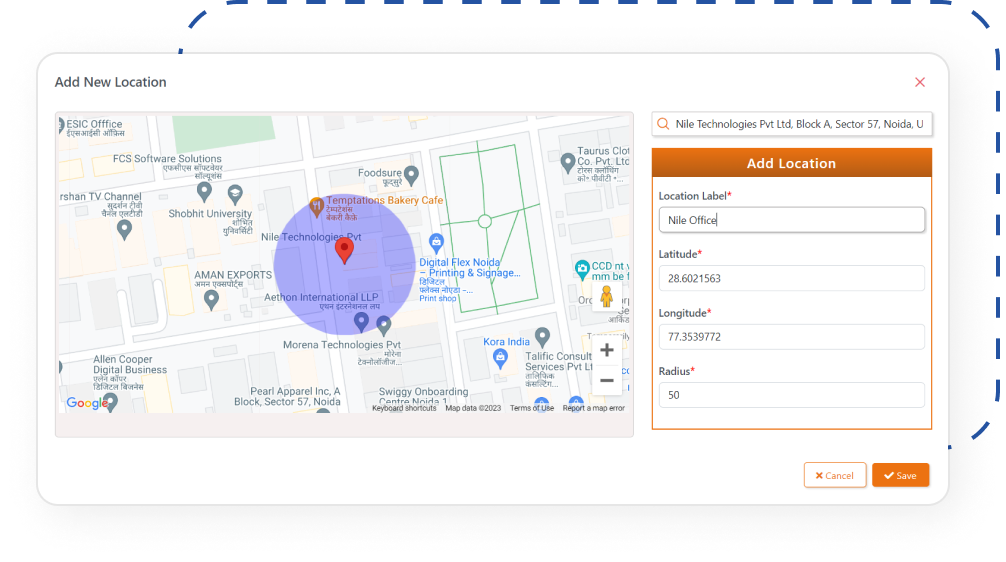 Add New Location
ESIC Offfice
ईएसआईसी ऑफिस
FCS Software Solutions
एफसीएस सॉफ्टवेयर
सॉल्यूशंस
Foodsure
फूडसुरे
Taurus Clot
Co. Pvt. Ltd
टोरस क्लोथिंग
को॰ पीवीटी॰...
rshan TV Channel
सुदर्शन टीवी
चैनल एलटीडी
Shobhit University
शोभित
युनिवर्सिटी
Temptations Bakery Cafe
टेम्पटेशंस
बेकरी कैफे
Nile Technologies Pvt
Digital Flex Noida
– Printing & Signage...
डिजिटल
फ्लेक्स नोएडा –...
Print shop
CCD nt
mm be f
AMAN EXPORTS
अमन एक्सपोर्ट्स
Aethon International LLP
एथन इंटरनेशनल लप
Morena Technologies Pvt
मोरेना
टेक्नोलॉजीज...
Kora India
Talific Consult
Services Pvt Lt
तालिफिक
कंसल्टिंग...
Allen Cooper
Digital Business
एलेन कॉपर
डिजिटल बिजनेस
Pearl Apparel Inc, A
Block, Sector 57, Noida
Swiggy Onboarding
Centre Noida 1
Google
Keyboard shortcuts
Map data ©2023
Terms of Use
Report a map error
Nile Technologies Pvt Ltd, Block A, Sector 57, Noida, U
Add Location
Location Label*
Nile Office
Latitude*
28.6021563
Longitude*
77.3539772
Radius*
50
Cancel
Save